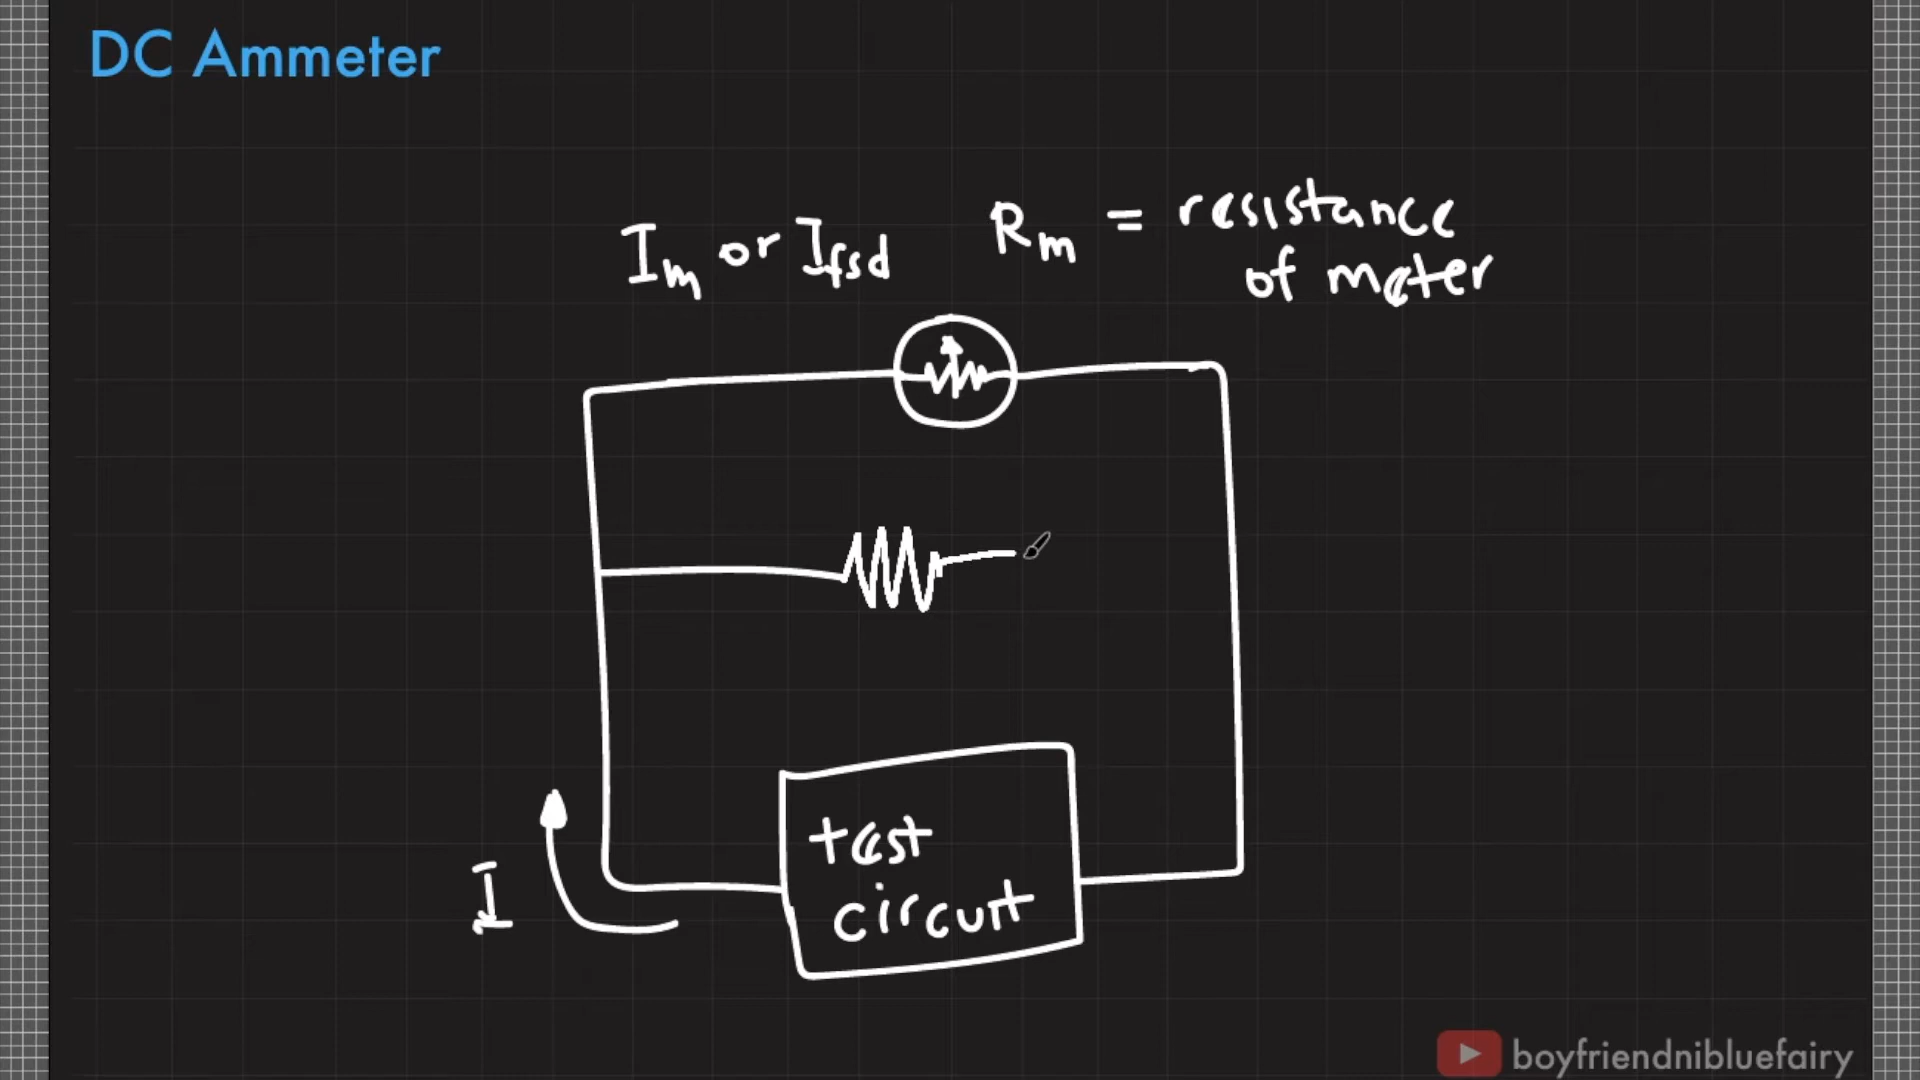 DC Ammeter
Im or Ifsd
Rm = resistance
of meter
I
test
circuit
boyfriendnibluefairy